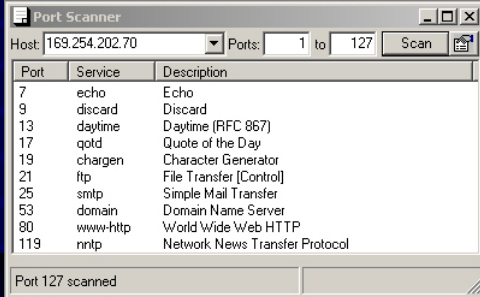 Port Scanner
Host: 169.254.202.70 Ports: 1 to 127 Scan
Port Service Description
7 echo Echo
9 discard Discard
13 daytime Daytime (RFC 867)
17 qotd Quote of the Day
19 chargen Character Generator
21 ftp File Transfer [Control]
25 smtp Simple Mail Transfer
53 domain Domain Name Server
80 www-http World Wide Web HTTP
119 nntp Network News Transfer Protocol
Port 127 scanned